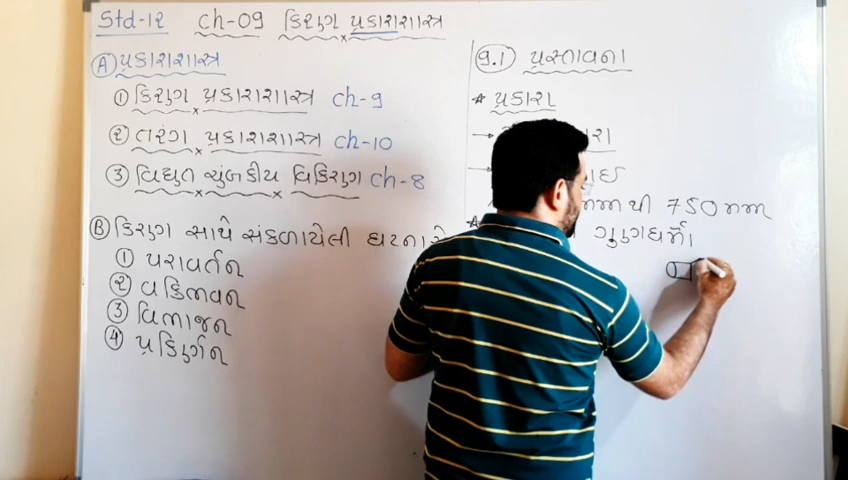 Std-12 ch-09 કિરણ પ્રકાશશાસ્ત્ર
Ⓐ પ્રકાશશાસ્ત્ર
① કિરણ પ્રકાશશાસ્ત્ર ch-9
② તરંગ પ્રકાશશાસ્ત્ર ch-10
③ વિદ્યુત ચુંબકીય વિકિરણ ch-8
Ⓑ કિરણ સાથે સંકળાયેલી
① પરાવર્તન
② વક્રિભવન
③ વિભાજન
④ પ્રકિર્ણન
9.1 પ્રસ્તાવના
* પ્રકાશ
→
→
થી 750 nm
* ગુણધર્મો